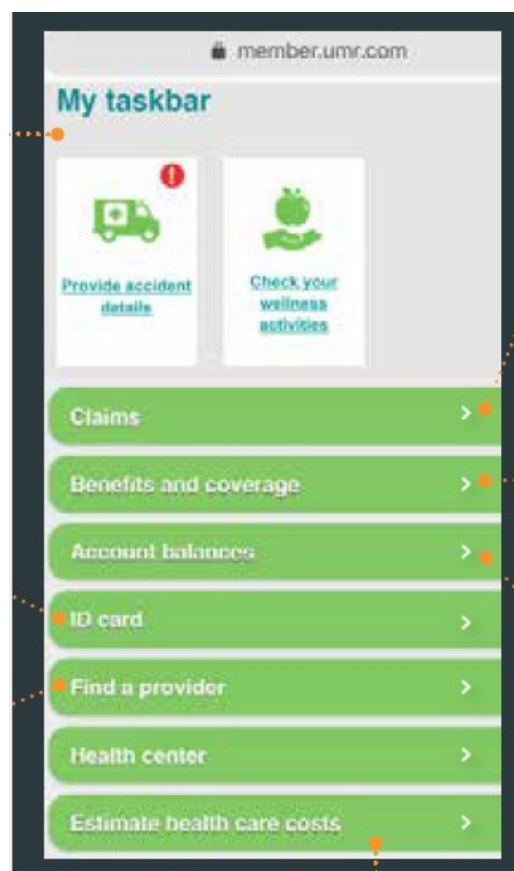 member.umr.com
My taskbar
Provide accident
details
Check your
wellness
activities
Claims
Benefits and coverage
Account balances
ID card
Find a provider
Health center
Estimate health care costs